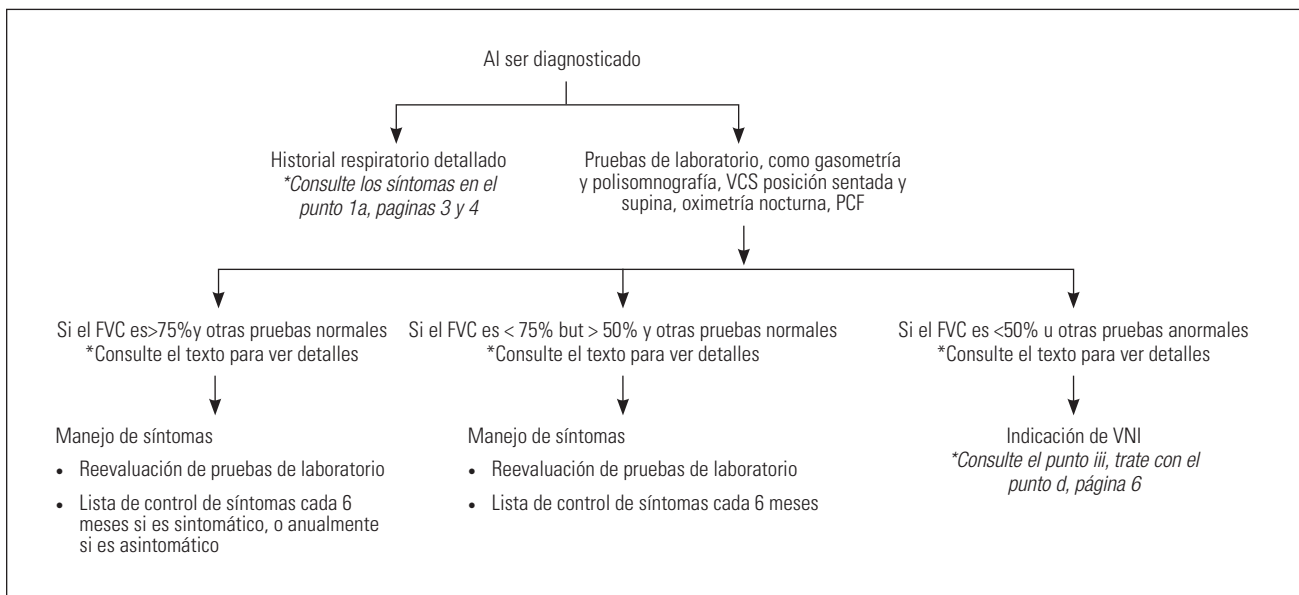 Al ser diagnosticado
Historial respiratorio detallado
*Consulte los síntomas en el
punto 1a, paginas 3 y 4
Pruebas de laboratorio, como gasometría
y polisomnografía, VCS posición sentada y
supina, oximetría nocturna, PCF
Si el FVC es>75%y otras pruebas normales
*Consulte el texto para ver detalles
Si el FVC es < 75% but > 50% y otras pruebas normales
*Consulte el texto para ver detalles
Si el FVC es <50% u otras pruebas anormales
*Consulte el texto para ver detalles
Manejo de síntomas
• Reevaluación de pruebas de laboratorio
• Lista de control de síntomas cada 6
meses si es sintomático, o anualmente
si es asintomático
Manejo de síntomas
• Reevaluación de pruebas de laboratorio
• Lista de control de síntomas cada 6 meses
Indicación de VNI
*Consulte el punto iii, trate con el
punto d, página 6